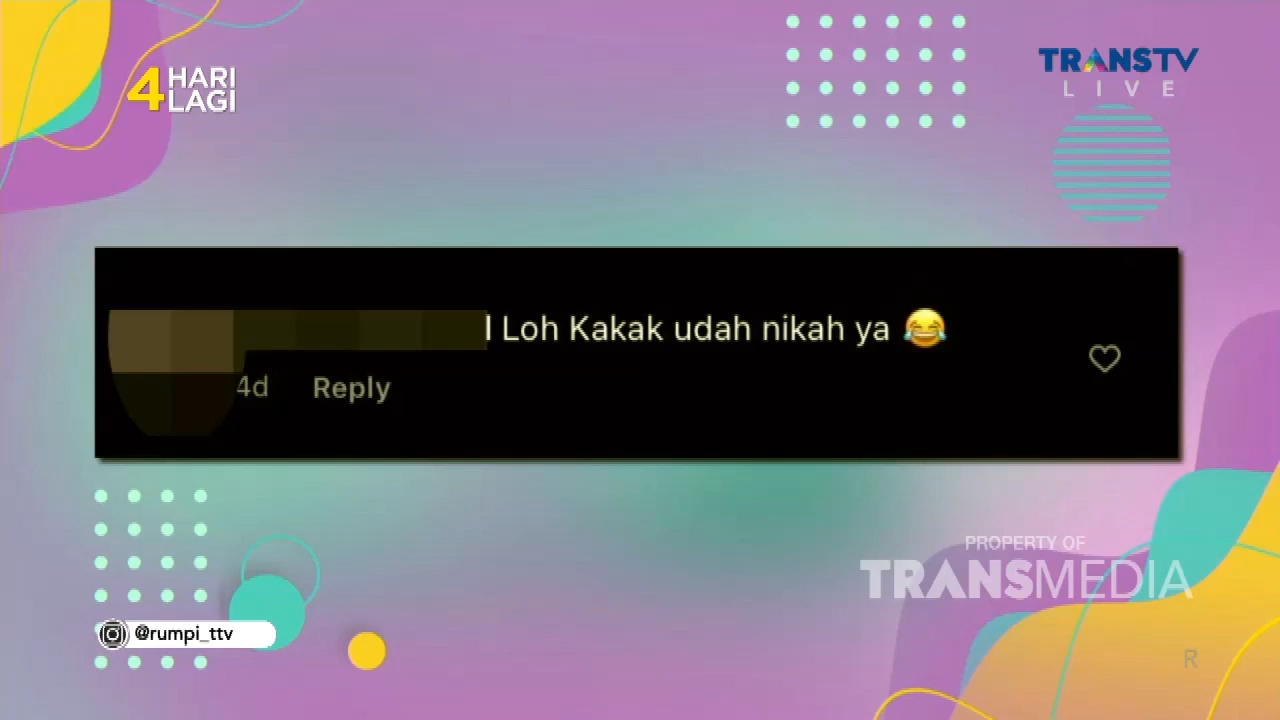 4 HARI
LAGI
TRANSTV
LIVE
l Loh Kakak udah nikah ya 😂
4d Reply
PROPERTY OF
TRANSMEDIA
@rumpi_ttv
R